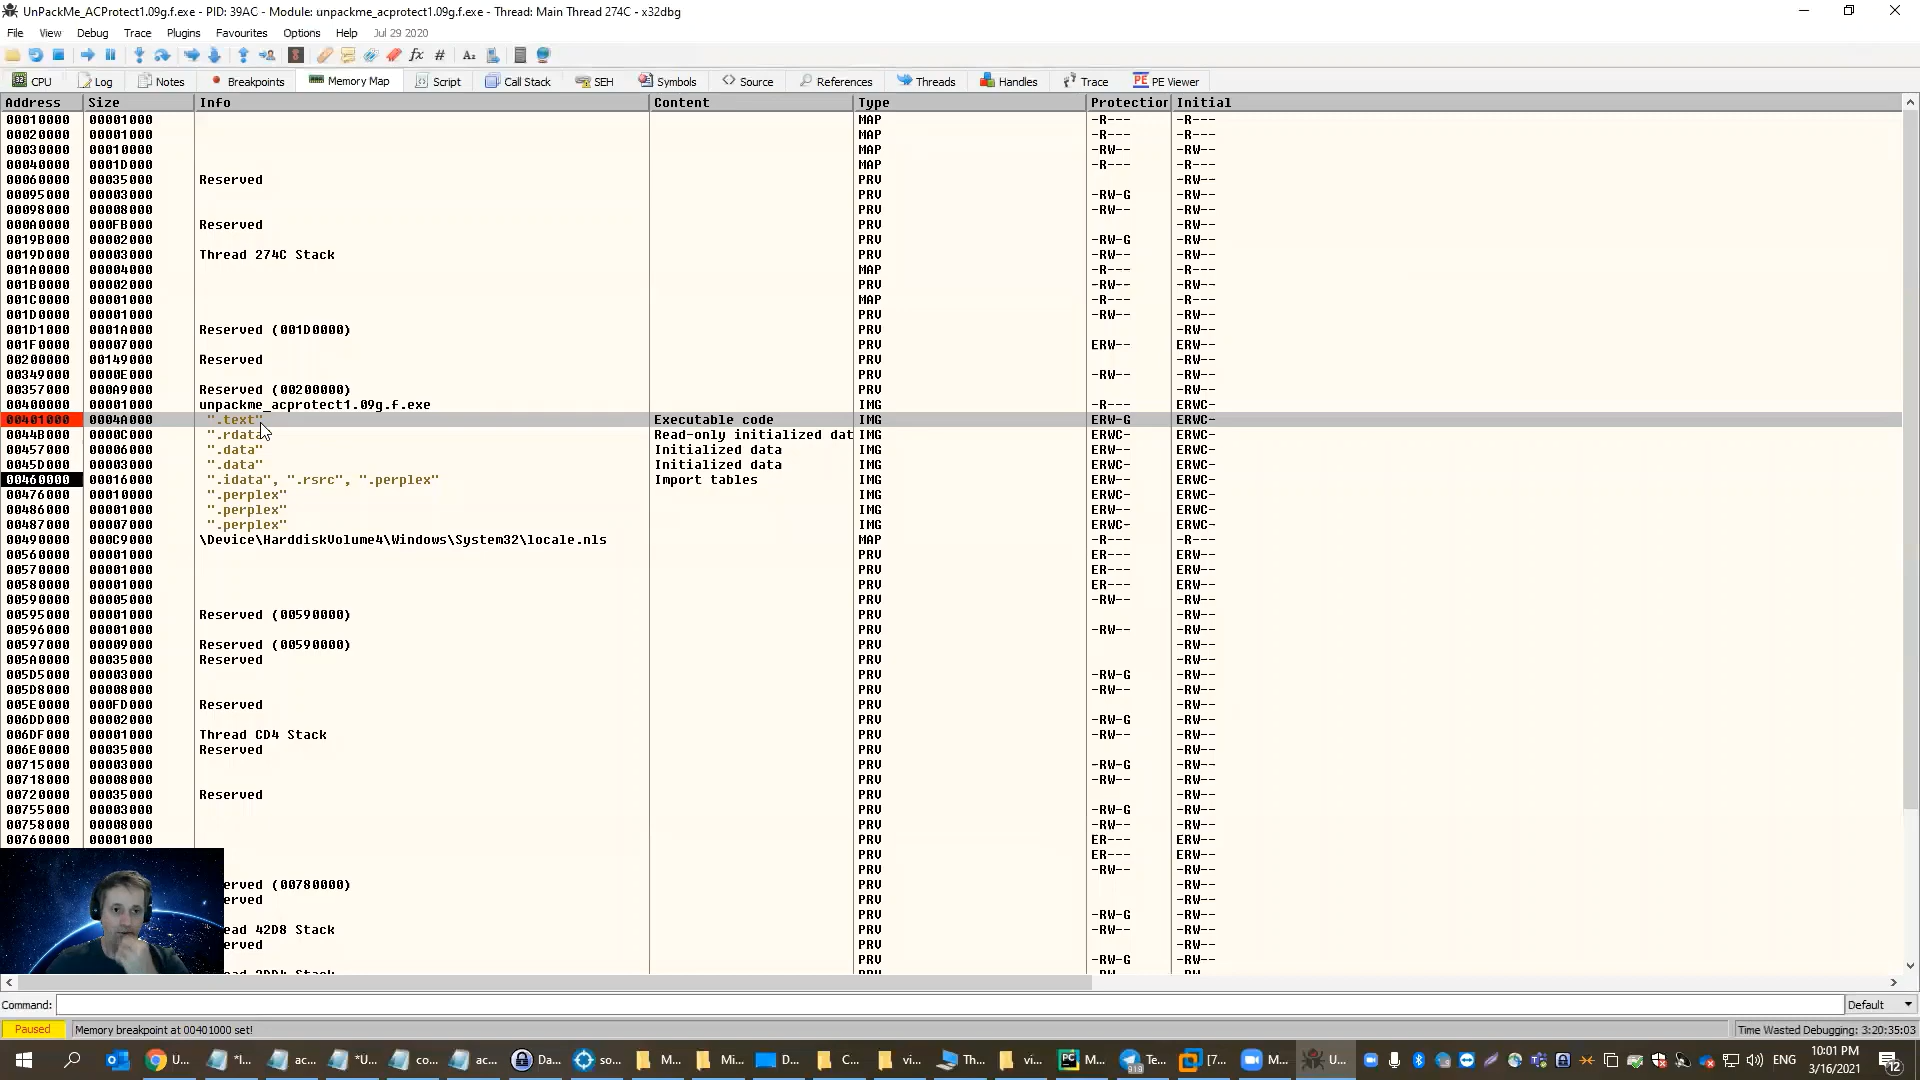 UnPackMe_ACProtect1.09g.f.exe - PID: 39AC - Module: unpackme_acprotect1.09g.f.exe - Thread: Main Thread 274C - x32dbg
File View Debug Trace Plugins Favourites Options Help Jul 29 2020
CPU Log Notes Breakpoints Memory Map Script Call Stack SEH Symbols Source References Threads Handles Trace PE Viewer
Address Size Info Content Type Protection Initial
00010000 00001000 MAP -R--- -R---
00020000 00001000 MAP -R--- -R---
00030000 00010000 MAP -RW-- -RW--
00040000 0001D000 MAP -R--- -R---
00060000 00035000 Reserved PRV -RW--
00095000 00003000 PRV -RW-G -RW--
00098000 00008000 PRV -RW-- -RW--
000A0000 000FB000 Reserved PRV -RW--
0019B000 00002000 PRV -RW-G -RW--
0019D000 00003000 Thread 274C Stack PRV -RW-- -RW--
001A0000 00004000 MAP -R--- -R---
001B0000 00002000 PRV -RW-- -RW--
001C0000 00001000 MAP -R--- -R---
001D0000 00001000 PRV -RW-- -RW--
001D1000 0001A000 Reserved (001D0000) PRV -RW--
001F0000 00007000 PRV ERW-- ERW--
00200000 00149000 Reserved PRV -RW--
00349000 0000E000 PRV -RW-- -RW--
00357000 000A9000 Reserved (00200000) PRV -RW--
00400000 00001000 unpackme_acprotect1.09g.f.exe IMG -R--- ERWC-
00401000 0004A000 ".text" Executable code IMG ERW-G ERWC-
0044B000 0000C000 ".rdata Read-only initialized dat IMG ERWC- ERWC-
00457000 00006000 ".data" Initialized data IMG ERW-- ERWC-
0045D000 00003000 ".data" Initialized data IMG ERWC- ERWC-
00460000 00016000 ".idata", ".rsrc", ".perplex" Import tables IMG ERW-- ERWC-
00476000 00010000 ".perplex" IMG ERWC- ERWC-
00486000 00001000 ".perplex" IMG ERW-- ERWC-
00487000 00007000 ".perplex" IMG ERWC- ERWC-
00490000 000C9000 \Device\HarddiskVolume4\Windows\System32\locale.nls MAP -R--- -R---
00560000 00001000 PRV ER--- ERW--
00570000 00001000 PRV ER--- ERW--
00580000 00001000 PRV ER--- ERW--
00590000 00005000 PRV -RW-- -RW--
00595000 00001000 Reserved (00590000) PRV -RW--
00596000 00001000 PRV -RW-- -RW--
00597000 00009000 Reserved (00590000) PRV -RW--
005A0000 00035000 Reserved PRV -RW--
005D5000 00003000 PRV -RW-G -RW--
005D8000 00008000 PRV -RW-- -RW--
005E0000 000FD000 Reserved PRV -RW--
006DD000 00002000 PRV -RW-G -RW--
006DF000 00001000 Thread CD4 Stack PRV -RW-- -RW--
006E0000 00035000 Reserved PRV -RW--
00715000 00003000 PRV -RW-G -RW--
00718000 00008000 PRV -RW-- -RW--
00720000 00035000 Reserved PRV -RW--
00755000 00003000 PRV -RW-G -RW--
00758000 00008000 PRV -RW-- -RW--
00760000 00001000 PRV ER--- ERW--
PRV ER--- ERW--
PRV -RW-- -RW--
erved (00780000) PRV -RW--
erved PRV -RW--
PRV -RW-G -RW--
ead 42D8 Stack PRV -RW-- -RW--
erved PRV -RW--
PRV -RW-G -RW--
Command: Default
Paused Memory breakpoint at 00401000 set! Time Wasted Debugging: 3:20:35:03
U... *I... ac... *U... co... ac... Da... so... M... Mi... D... C... vi... Th... vi... M... Te... [7... M... U... ENG 10:01 PM
3/16/2021 12